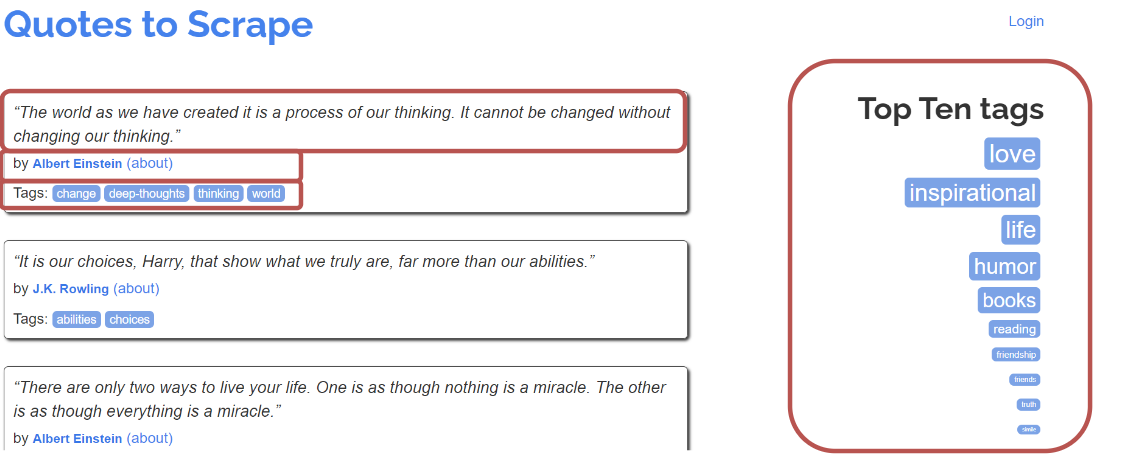 Quotes to Scrape
Login
“The world as we have created it is a process of our thinking. It cannot be changed without
changing our thinking.”
by Albert Einstein (about)
Tags: change deep-thoughts thinking world
“It is our choices, Harry, that show what we truly are, far more than our abilities.”
by J.K. Rowling (about)
Tags: abilities choices
“There are only two ways to live your life. One is as though nothing is a miracle. The other
is as though everything is a miracle.”
by Albert Einstein (about)
Top Ten tags
love
inspirational
life
humor
books
reading
friendship
friends
truth
simile